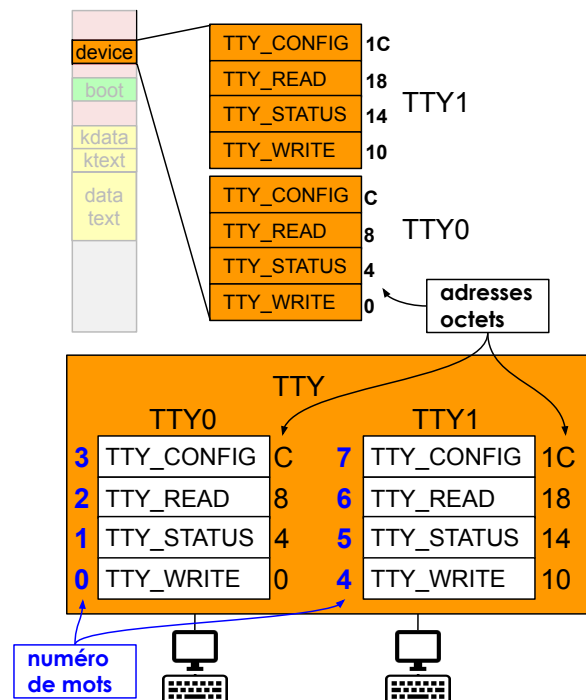 device
boot
kdata
ktext
data
text
TTY_CONFIG 1C
TTY_READ 18
TTY_STATUS 14
TTY_WRITE 10
TTY1
TTY_CONFIG C
TTY_READ 8
TTY_STATUS 4
TTY_WRITE 0
TTY0
adresses
octets
TTY
TTY0
3 TTY_CONFIG C
2 TTY_READ 8
1 TTY_STATUS 4
0 TTY_WRITE 0
TTY1
7 TTY_CONFIG 1C
6 TTY_READ 18
5 TTY_STATUS 14
4 TTY_WRITE 10
numéro
de mots